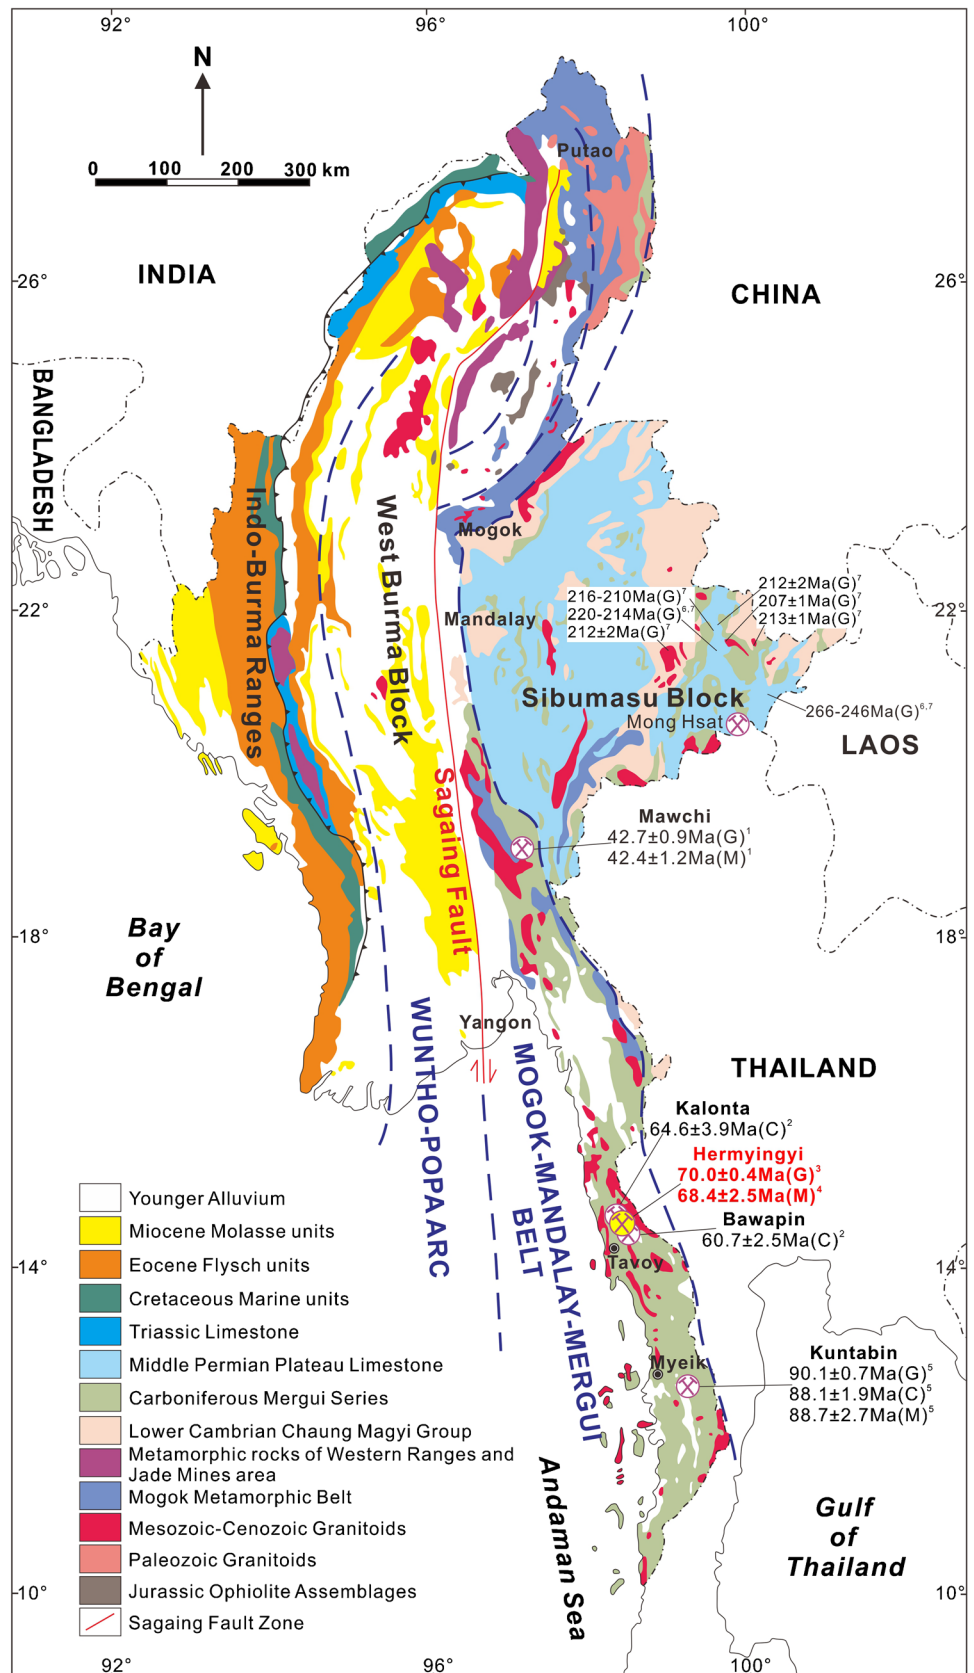 92°
96°
100°
N
0
100
200
300 km
Putao
INDIA
CHINA
26°
26°
BANGLADESH
Indo-Burma Ranges
West Burma Block
Mogok
Mandalay
22°
22°
216-210Ma(G)⁷
220-214Ma(G)⁶,⁷
212±2Ma(G)⁷
212±2Ma(G)⁷
207±1Ma(G)⁷
213±1Ma(G)⁷
Sibumasu Block
Mong Hsat
266-246Ma(G)⁶,⁷
LAOS
Sagaing Fault
Mawchi
42.7±0.9Ma(G)¹
42.4±1.2Ma(M)¹
18°
18°
Bay
of
Bengal
Yangon
WUNTHO-POPA ARC
MOGOK-MANDALAY-MERGUI
BELT
THAILAND
Kalonta
64.6±3.9Ma(C)²
Hermyingyi
70.0±0.4Ma(G)³
68.4±2.5Ma(M)⁴
Bawapin
60.7±2.5Ma(C)²
Tavoy
14°
14°
Myeik
Kuntabin
90.1±0.7Ma(G)⁵
88.1±1.9Ma(C)⁵
88.7±2.7Ma(M)⁵
Andaman Sea
Gulf
of
Thailand
Younger Alluvium
Miocene Molasse units
Eocene Flysch units
Cretaceous Marine units
Triassic Limestone
Middle Permian Plateau Limestone
Carboniferous Mergui Series
Lower Cambrian Chaung Magyi Group
Metamorphic rocks of Western Ranges and
Jade Mines area
Mogok Metamorphic Belt
Mesozoic-Cenozoic Granitoids
Paleozoic Granitoids
Jurassic Ophiolite Assemblages
Sagaing Fault Zone
10°
10°
92°
96°
100°